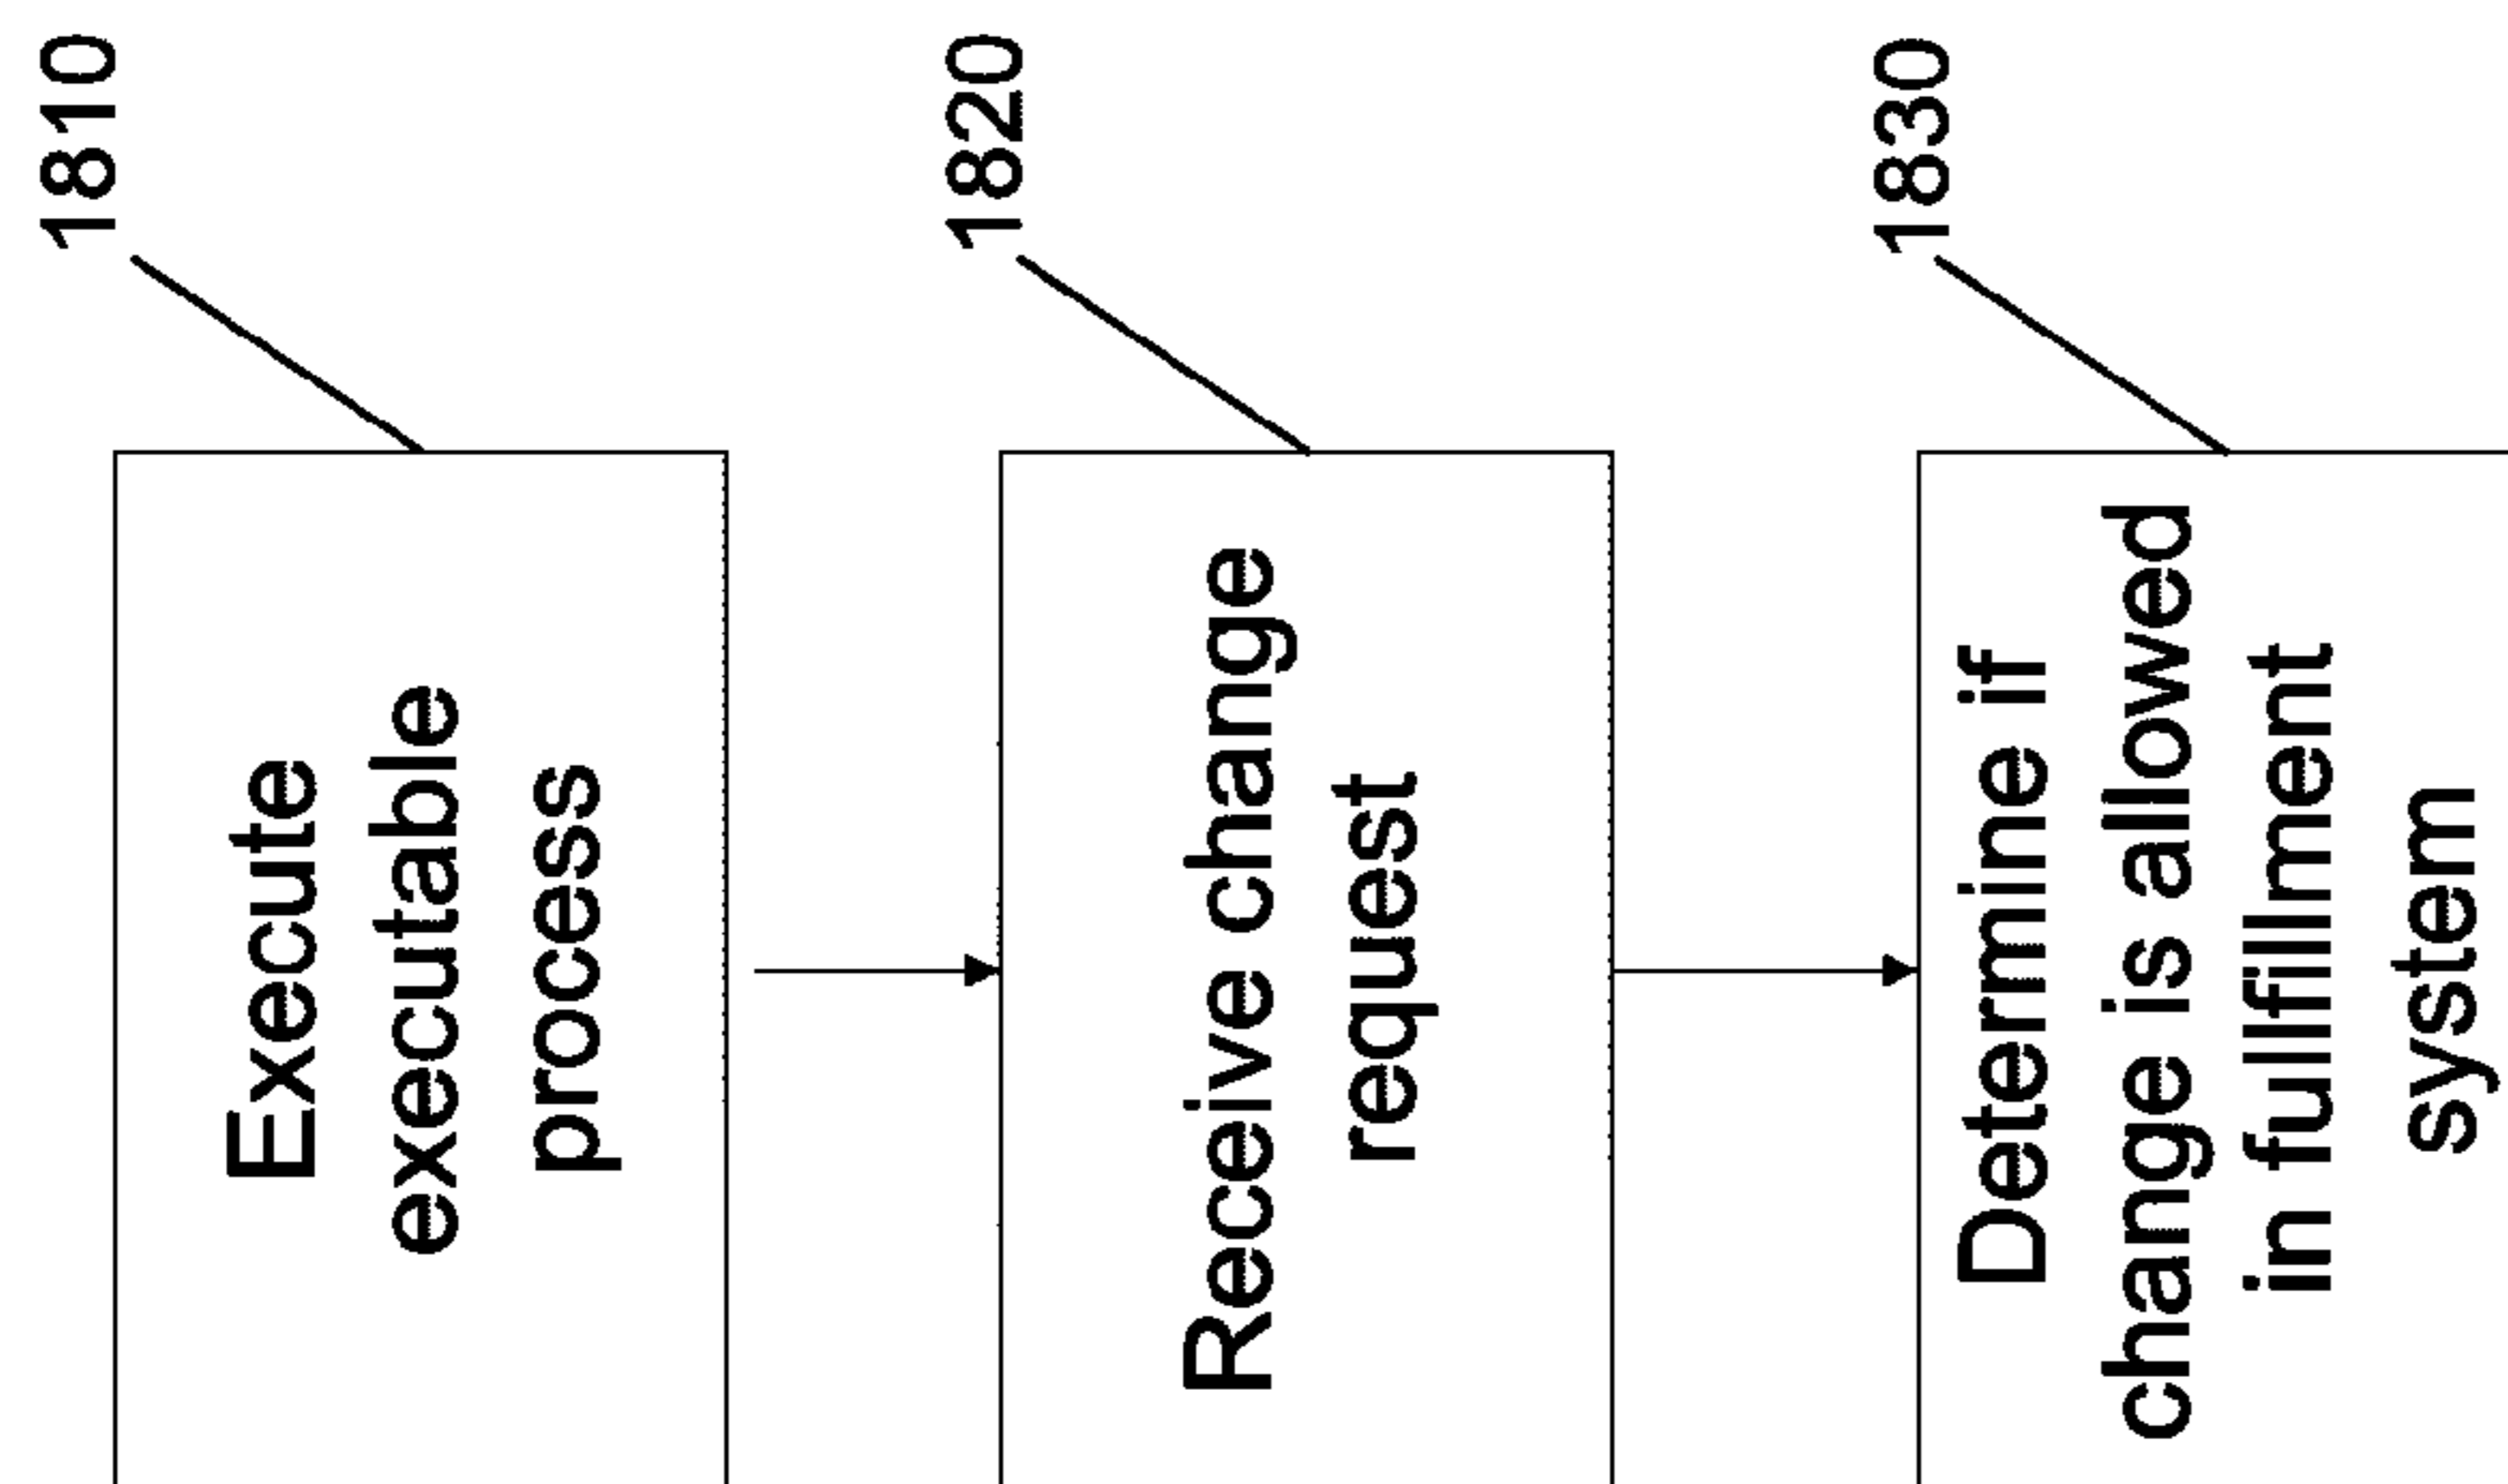 1810
Execute
executable
process
1820
Receive change
request
1830
Determine if
change is allowed
in fullfillment
system